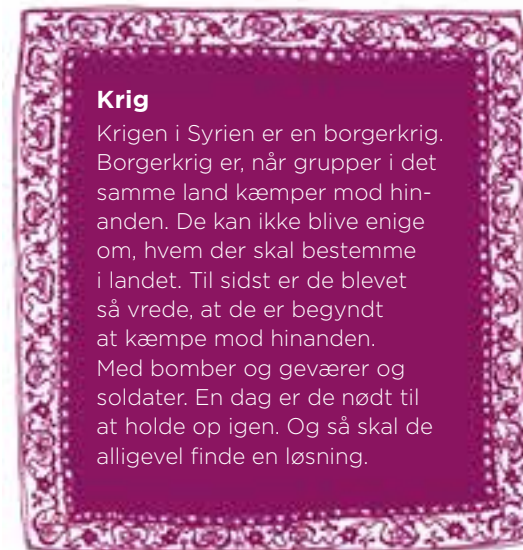 Krig
Krigen i Syrien er en borgerkrig.
Borgerkrig er, når grupper i det
samme land kæmper mod hin-
anden. De kan ikke blive enige
om, hvem der skal bestemme
i landet. Til sidst er de blevet
så vrede, at de er begyndt
at kæmpe mod hinanden.
Med bomber og geværer og
soldater. En dag er de nødt til
at holde op igen. Og så skal de
alligevel finde en løsning.